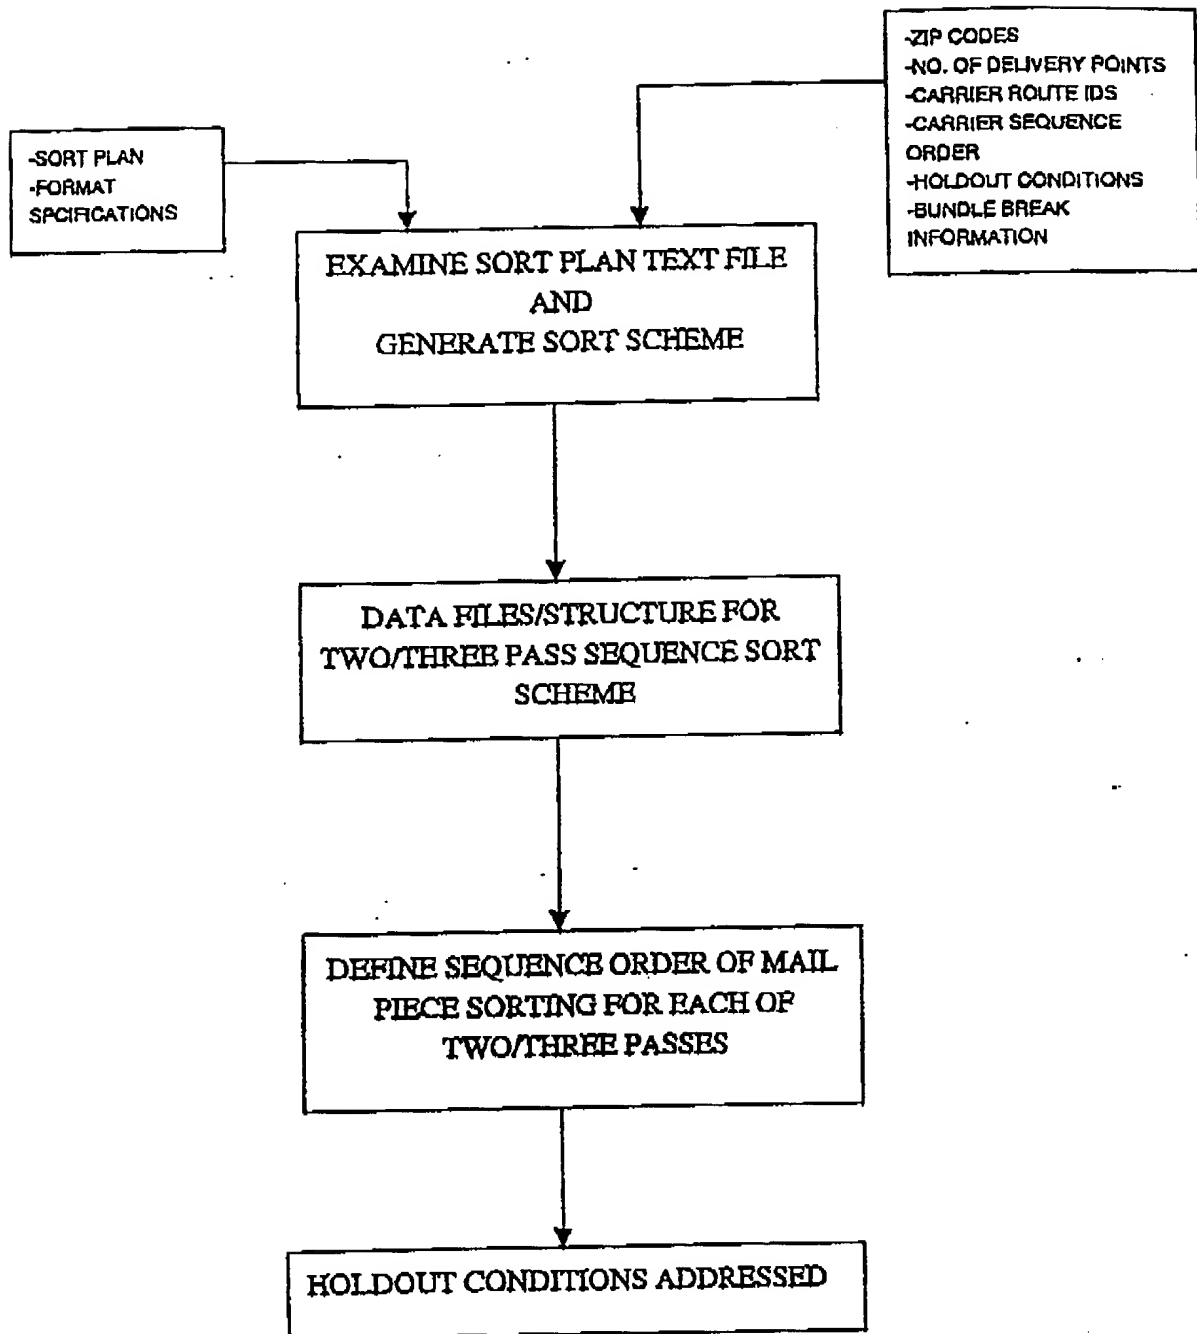 -ZIP CODES
-NO. OF DELIVERY POINTS
-CARRIER ROUTE IDS
-CARRIER SEQUENCE
ORDER
-HOLDOUT CONDITIONS
-BUNDLE BREAK
INFORMATION
-SORT PLAN
-FORMAT
SPCIFICATIONS
EXAMINE SORT PLAN TEXT FILE
AND
GENERATE SORT SCHEME
DATA FILES/STRUCTURE FOR
TWO/THREE PASS SEQUENCE SORT
SCHEME
DEFINE SEQUENCE ORDER OF MAIL
PIECE SORTING FOR EACH OF
TWO/THREE PASSES
HOLDOUT CONDITIONS ADDRESSED